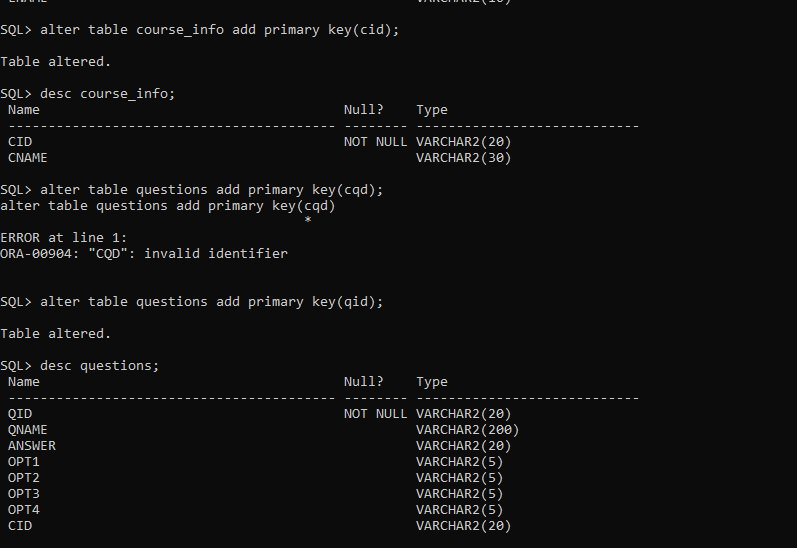 SQL> alter table course_info add primary key(cid);
Table altered.
SQL> desc course_info;
Name Null? Type
----------------------------------------- -------- ----------------------------
CID NOT NULL VARCHAR2(20)
CNAME VARCHAR2(30)
SQL> alter table questions add primary key(cqd);
alter table questions add primary key(cqd)
*
ERROR at line 1:
ORA-00904: "CQD": invalid identifier
SQL> alter table questions add primary key(qid);
Table altered.
SQL> desc questions;
Name Null? Type
----------------------------------------- -------- ----------------------------
QID NOT NULL VARCHAR2(20)
QNAME VARCHAR2(200)
ANSWER VARCHAR2(20)
OPT1 VARCHAR2(5)
OPT2 VARCHAR2(5)
OPT3 VARCHAR2(5)
OPT4 VARCHAR2(5)
CID VARCHAR2(20)